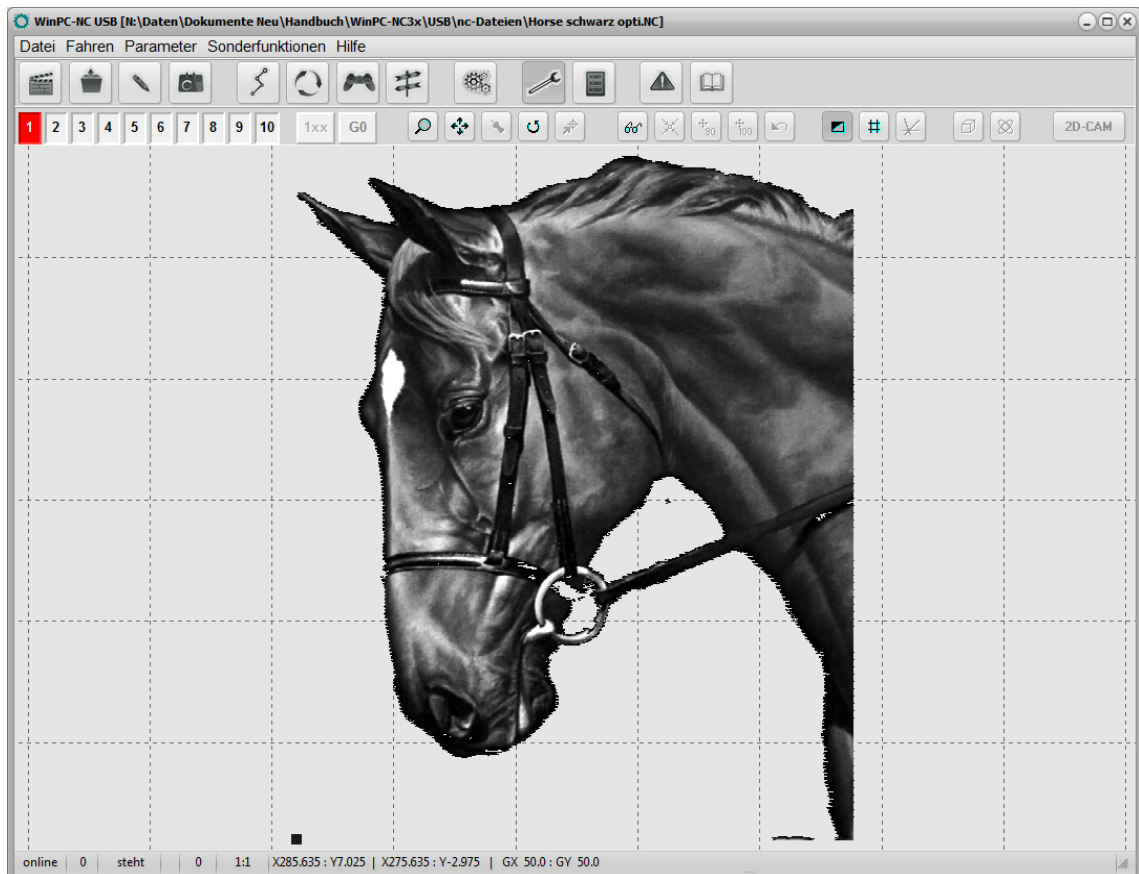 WinPC-NC USB [N:\Daten\Dokumente Neu\Handbuch\WinPC-NC3x\USB\nc-Dateien\Horse schwarz opti.NC]
Datei Fahren Parameter Sonderfunktionen Hilfe
1 2 3 4 5 6 7 8 9 10 1xx G0 90 100 2D-CAM
online 0 steht 0 1:1 X285.635 : Y7.025 | X275.635 : Y-2.975 | GX 50.0 : GY 50.0